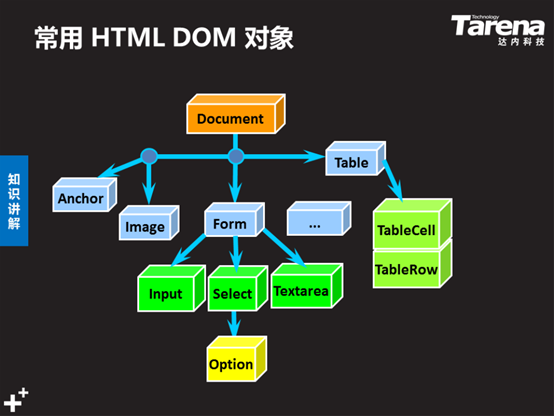 常用 HTML DOM 对象
Technology
Tarena
达内科技
Document
Table
Anchor
Image
Form
...
TableCell
TableRow
知识讲解
Input
Select
Textarea
Option